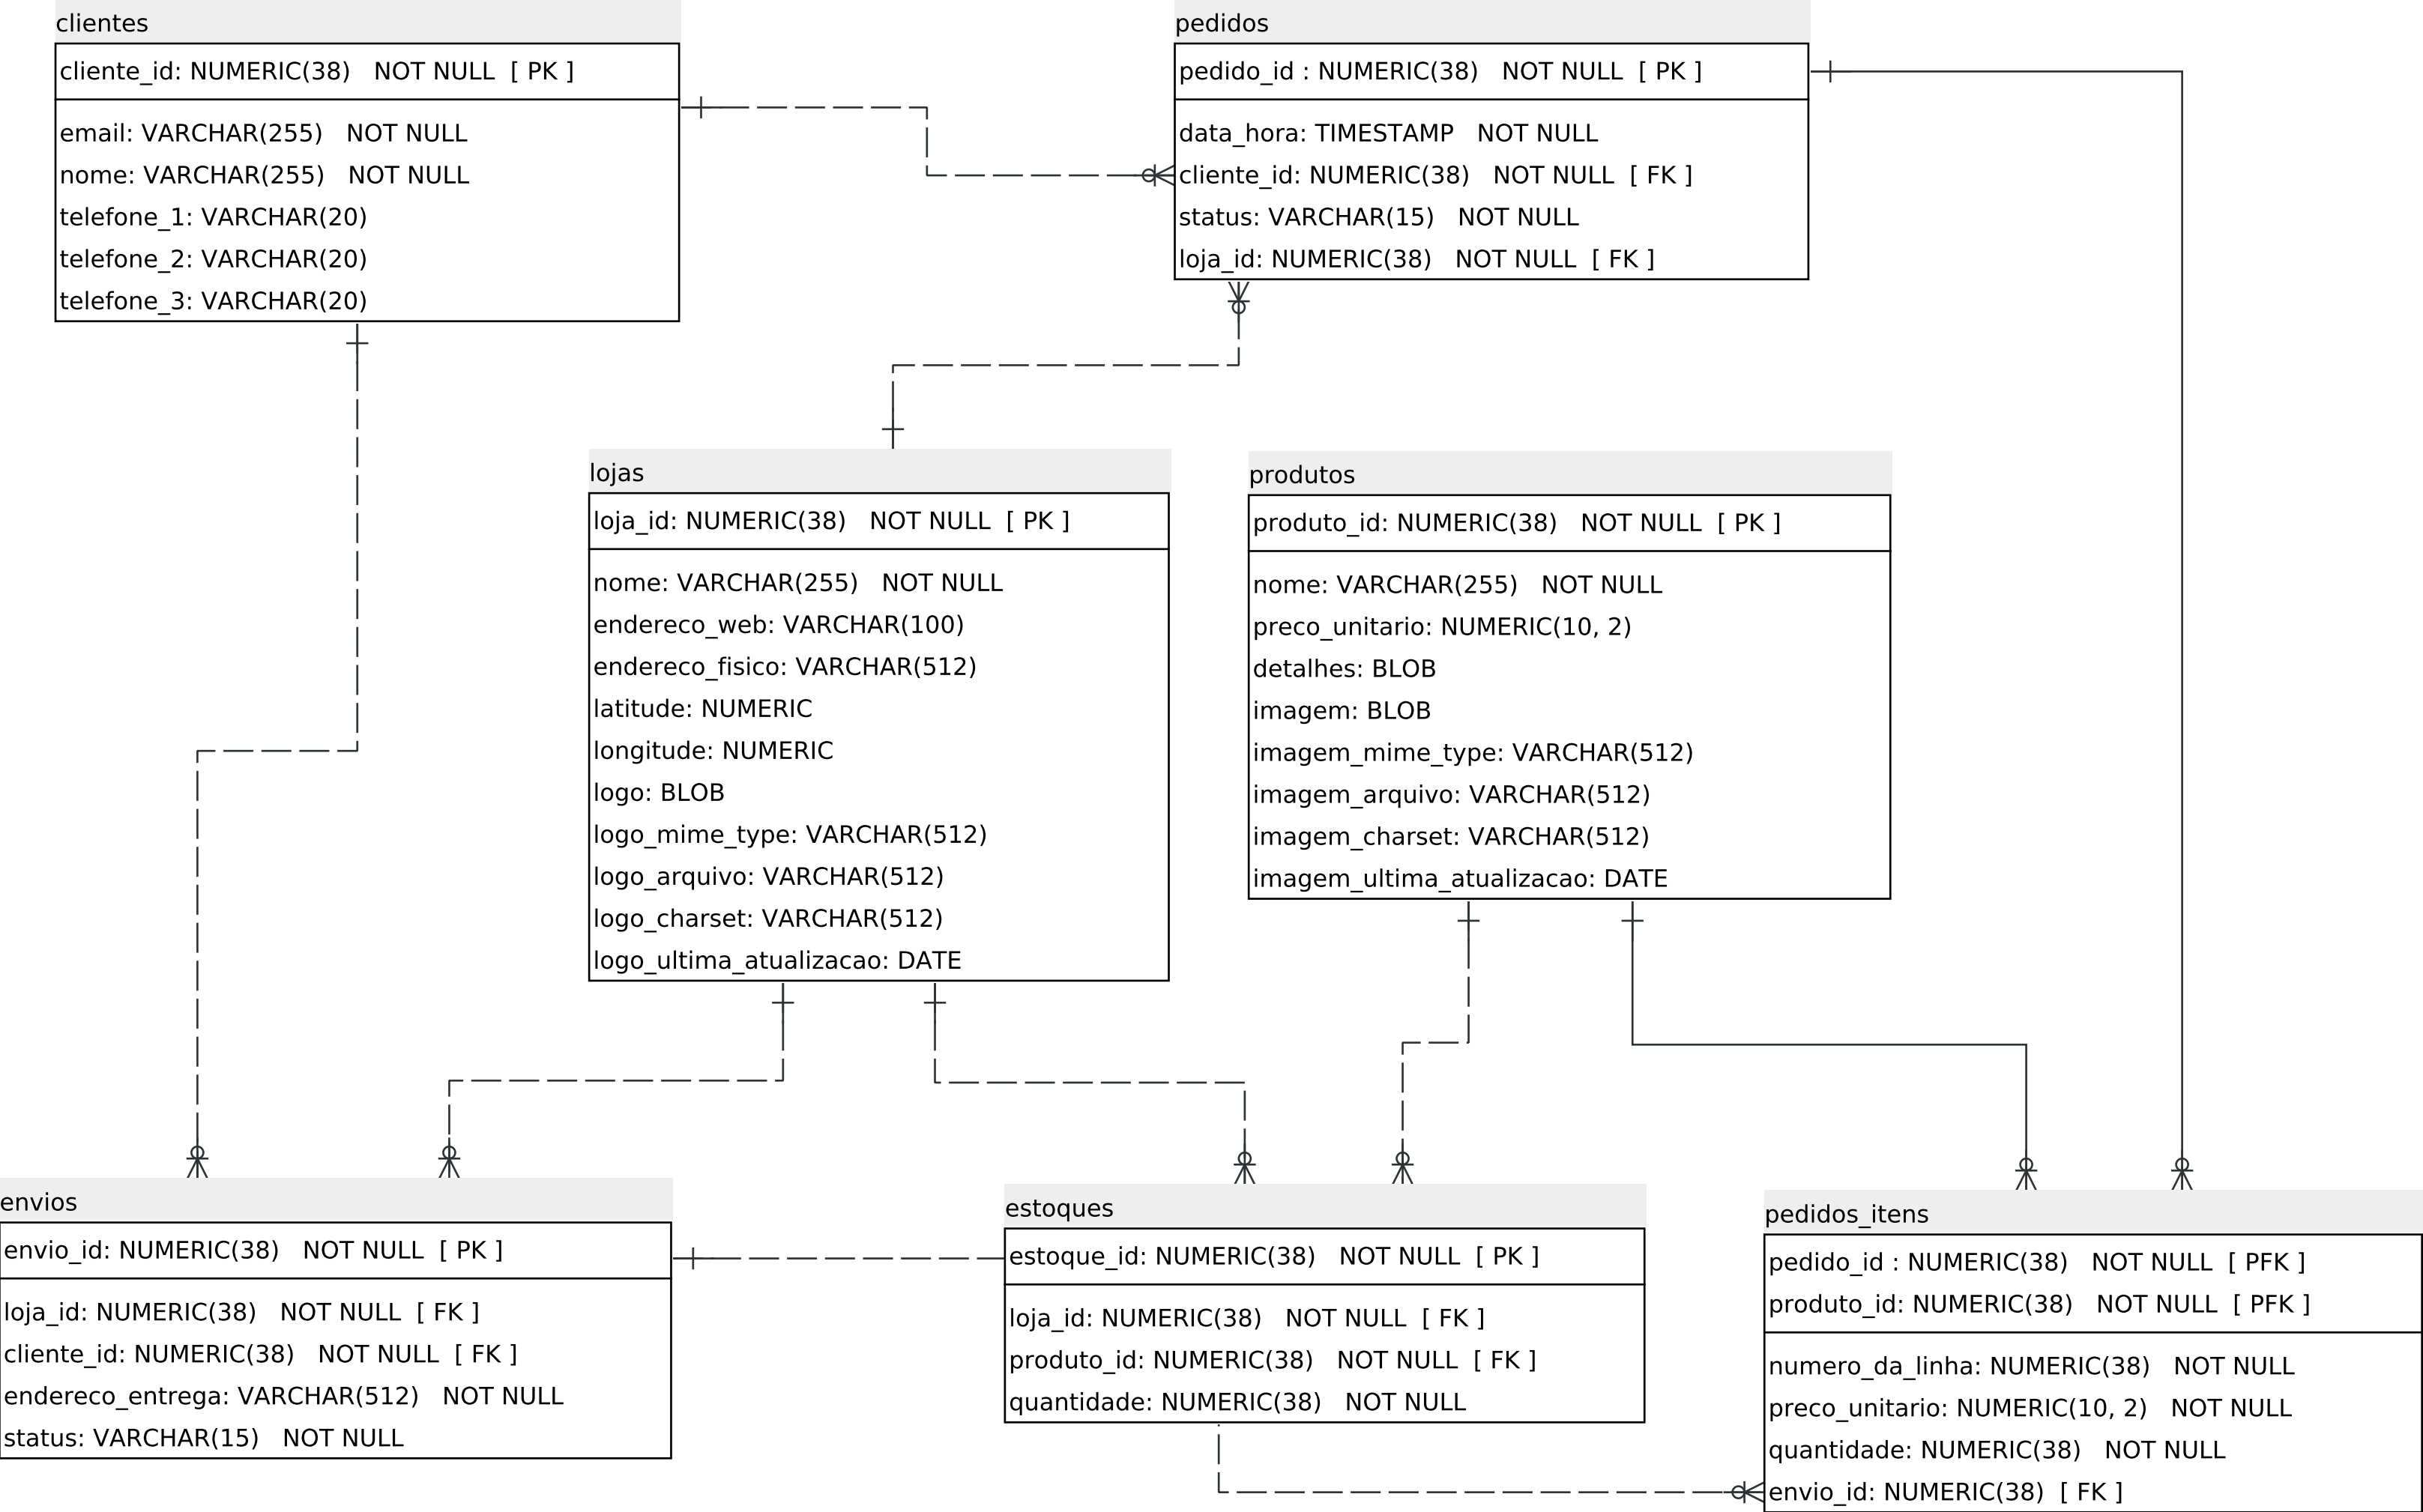 clientes
cliente_id: NUMERIC(38) NOT NULL [ PK ]
email: VARCHAR(255) NOT NULL
nome: VARCHAR(255) NOT NULL
telefone_1: VARCHAR(20)
telefone_2: VARCHAR(20)
telefone_3: VARCHAR(20)
pedidos
pedido_id : NUMERIC(38) NOT NULL [ PK ]
data_hora: TIMESTAMP NOT NULL
cliente_id: NUMERIC(38) NOT NULL [ FK ]
status: VARCHAR(15) NOT NULL
loja_id: NUMERIC(38) NOT NULL [ FK ]
lojas
loja_id: NUMERIC(38) NOT NULL [ PK ]
nome: VARCHAR(255) NOT NULL
endereco_web: VARCHAR(100)
endereco_fisico: VARCHAR(512)
latitude: NUMERIC
longitude: NUMERIC
logo: BLOB
logo_mime_type: VARCHAR(512)
logo_arquivo: VARCHAR(512)
logo_charset: VARCHAR(512)
logo_ultima_atualizacao: DATE
produtos
produto_id: NUMERIC(38) NOT NULL [ PK ]
nome: VARCHAR(255) NOT NULL
preco_unitario: NUMERIC(10, 2)
detalhes: BLOB
imagem: BLOB
imagem_mime_type: VARCHAR(512)
imagem_arquivo: VARCHAR(512)
imagem_charset: VARCHAR(512)
imagem_ultima_atualizacao: DATE
envios
envio_id: NUMERIC(38) NOT NULL [ PK ]
loja_id: NUMERIC(38) NOT NULL [ FK ]
cliente_id: NUMERIC(38) NOT NULL [ FK ]
endereco_entrega: VARCHAR(512) NOT NULL
status: VARCHAR(15) NOT NULL
estoques
estoque_id: NUMERIC(38) NOT NULL [ PK ]
loja_id: NUMERIC(38) NOT NULL [ FK ]
produto_id: NUMERIC(38) NOT NULL [ FK ]
quantidade: NUMERIC(38) NOT NULL
pedidos_itens
pedido_id : NUMERIC(38) NOT NULL [ PFK ]
produto_id: NUMERIC(38) NOT NULL [ PFK ]
numero_da_linha: NUMERIC(38) NOT NULL
preco_unitario: NUMERIC(10, 2) NOT NULL
quantidade: NUMERIC(38) NOT NULL
envio_id: NUMERIC(38) [ FK ]